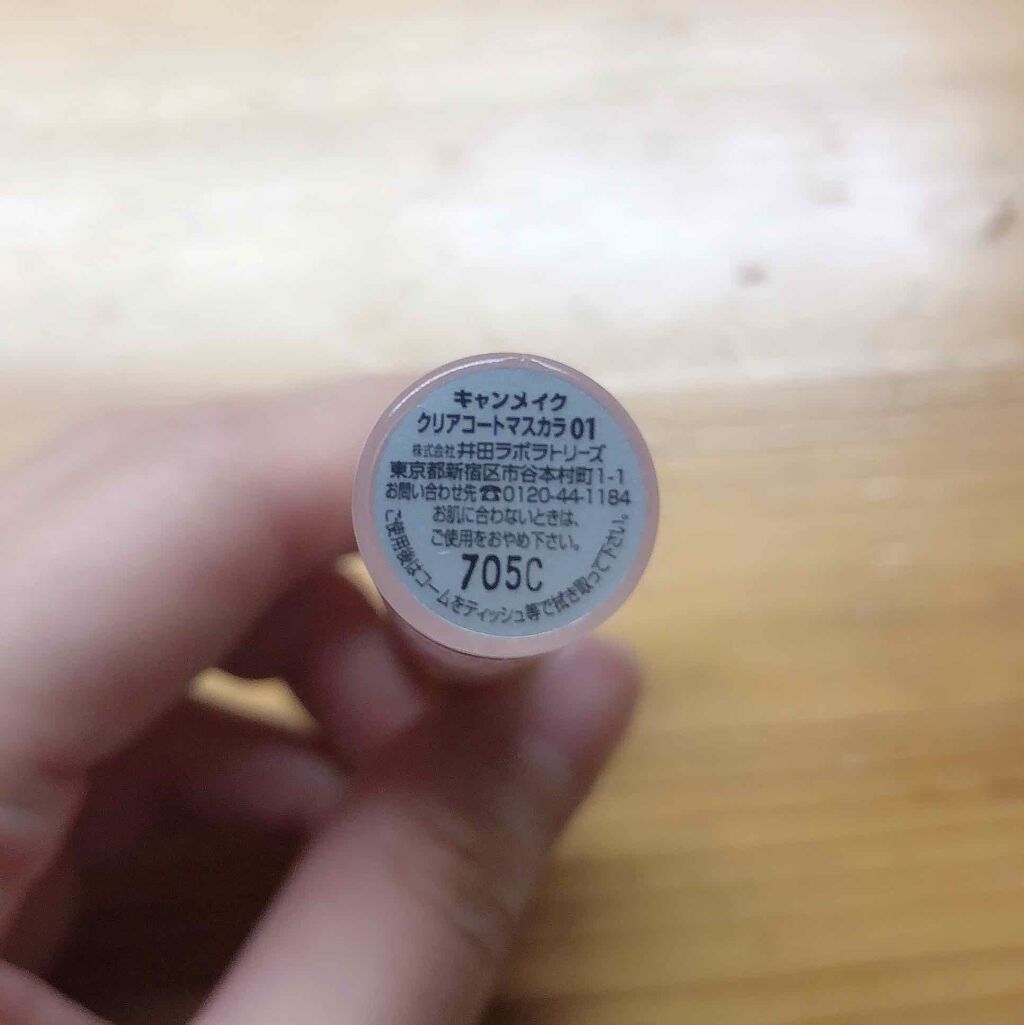 キャンメイク
クリアコートマスカラ 01
株式会社 井田ラボラトリーズ
東京都新宿区市谷本村町1-1
お問い合わせ先 ☎0120-44-1184
お肌に合わないときは、
ご使用をおやめ下さい。
705C
ご使用後はコームをティッシュ等で拭き取って下さい。